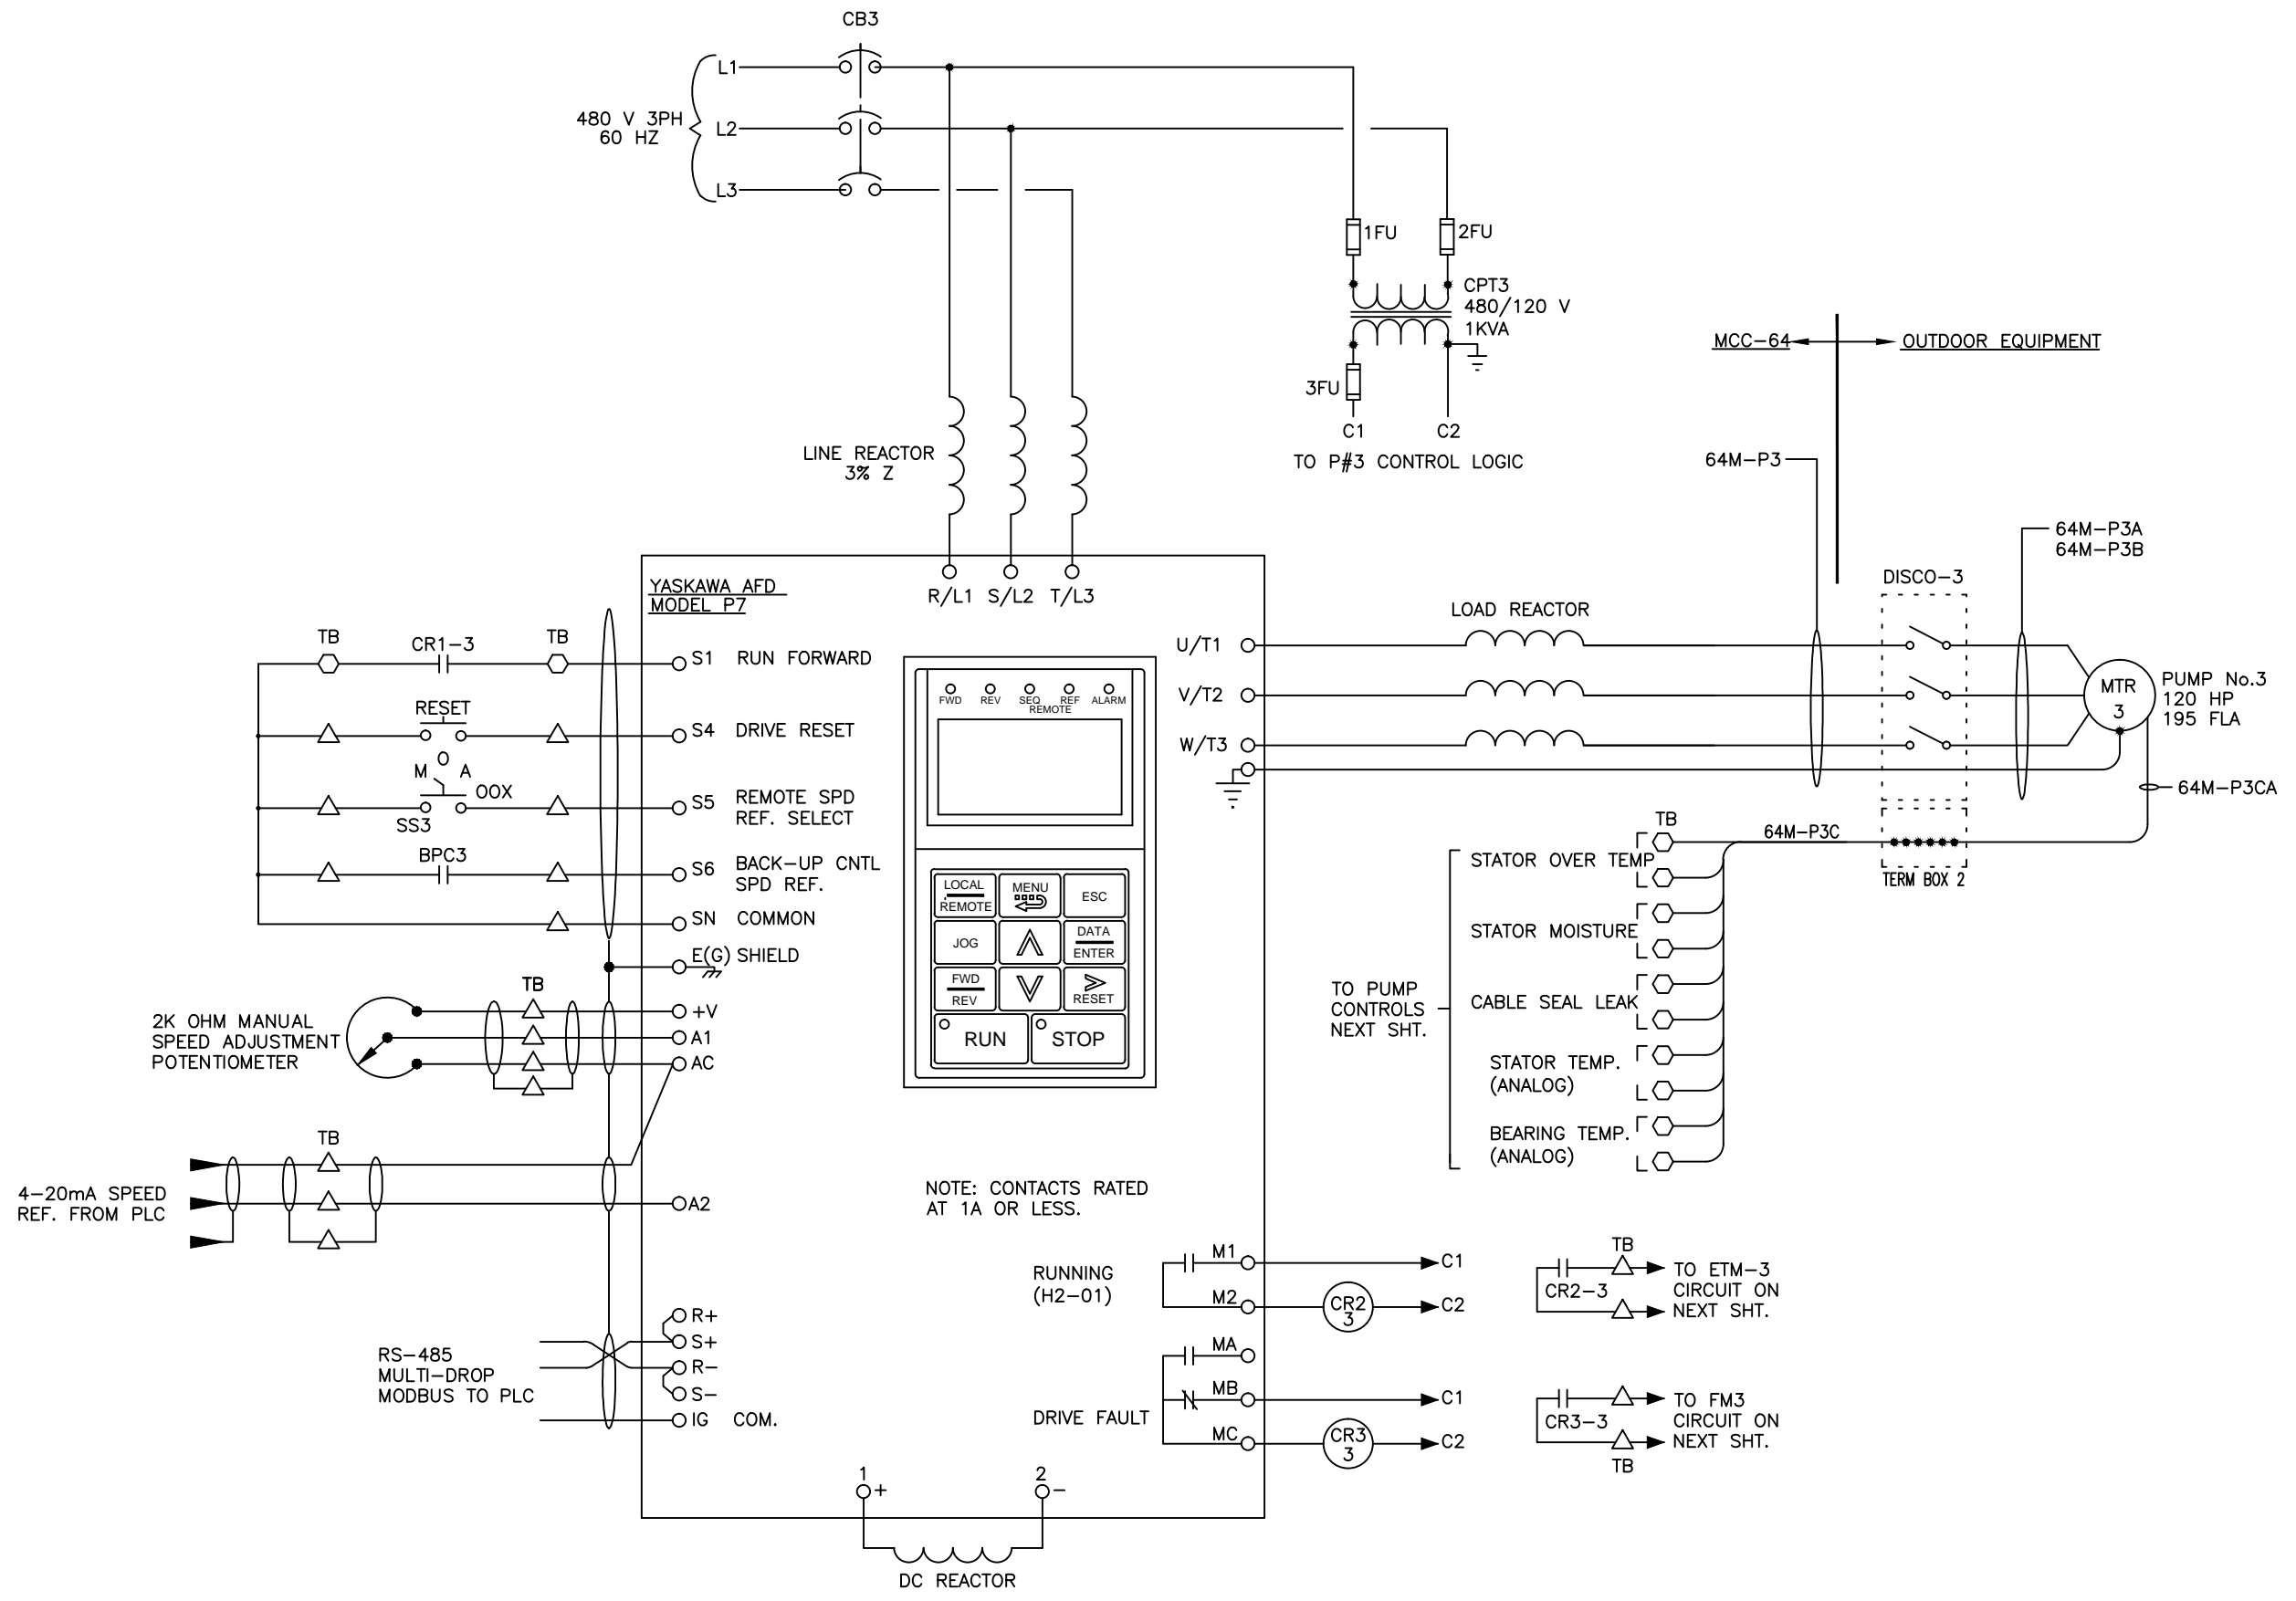 CB3
L1
480 V 3PH
60 HZ
L2
L3
1FU
2FU
CPT3
480/120 V
1KVA
3FU
C1
C2
TO P#3 CONTROL LOGIC
MCC-64
OUTDOOR EQUIPMENT
LINE REACTOR
3% Z
64M-P3
64M-P3A
64M-P3B
DISCO-3
YASKAWA AFD
MODEL P7
R/L1 S/L2 T/L3
LOAD REACTOR
U/T1
V/T2
W/T3
MTR
3
PUMP No.3
120 HP
195 FLA
64M-P3CA
64M-P3C
TERM BOX 2
TB
CR1-3
TB
S1 RUN FORWARD
RESET
S4 DRIVE RESET
O
M A
OOX
SS3
S5 REMOTE SPD
REF. SELECT
BPC3
S6 BACK-UP CNTL
SPD REF.
SN COMMON
E(G) SHIELD
TB
+V
A1
AC
2K OHM MANUAL
SPEED ADJUSTMENT
POTENTIOMETER
TB
4-20mA SPEED
REF. FROM PLC
A2
FWD REV SEQ REF ALARM
REMOTE
LOCAL
REMOTE
MENU
ESC
JOG
DATA
ENTER
FWD
REV
RESET
RUN
STOP
TB
STATOR OVER TEMP
STATOR MOISTURE
CABLE SEAL LEAK
STATOR TEMP.
(ANALOG)
BEARING TEMP.
(ANALOG)
TO PUMP
CONTROLS
NEXT SHT.
NOTE: CONTACTS RATED
AT 1A OR LESS.
RUNNING
(H2-01)
M1
C1
M2
CR2
3
C2
TB
CR2-3
TO ETM-3
CIRCUIT ON
NEXT SHT.
MA
MB
C1
DRIVE FAULT
MC
CR3
3
C2
CR3-3
TO FM3
CIRCUIT ON
NEXT SHT.
TB
R+
S+
R-
S-
IG COM.
RS-485
MULTI-DROP
MODBUS TO PLC
1
+
2
-
DC REACTOR